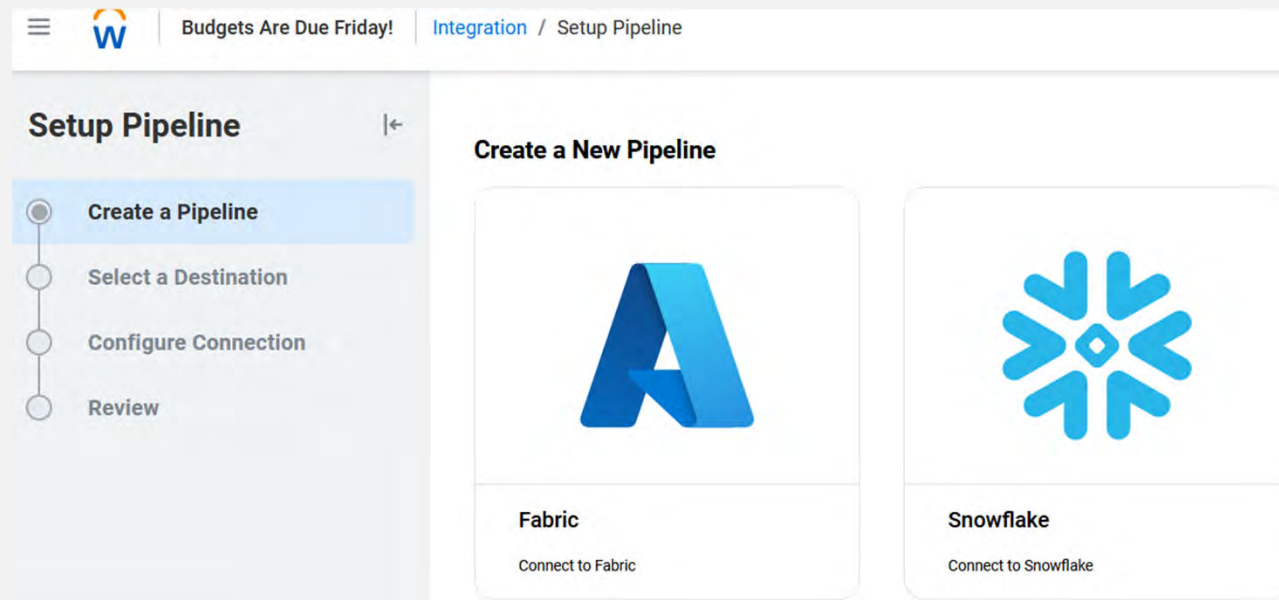 Budgets Are Due Friday!
Integration / Setup Pipeline
Setup Pipeline
Create a Pipeline
Select a Destination
Configure Connection
Review
Create a New Pipeline
Fabric
Connect to Fabric
Snowflake
Connect to Snowflake